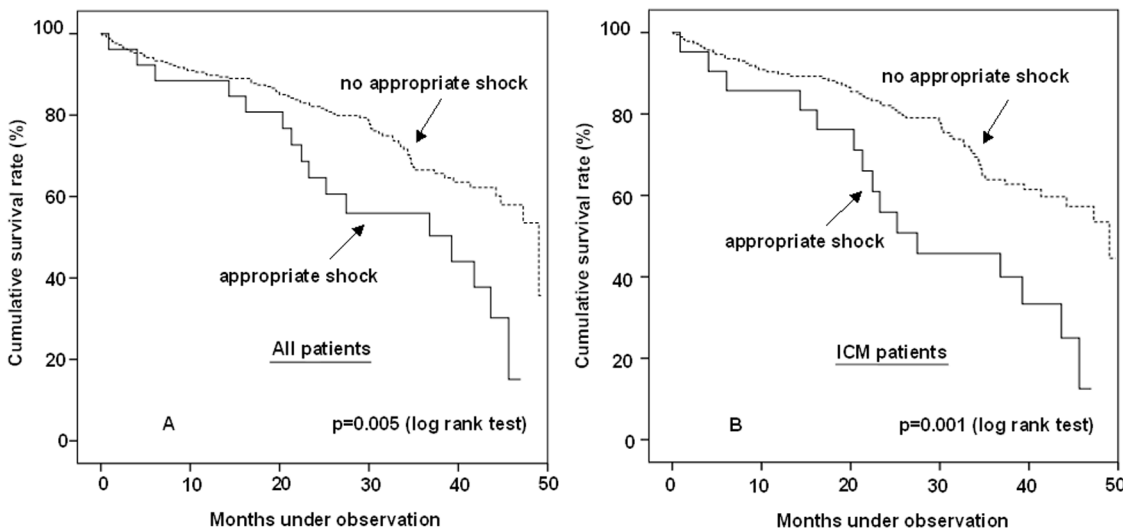 Cumulative survival rate (%)
100
80
60
40
20
0
no appropriate shock
appropriate shock
All patients
A
p=0.005 (log rank test)
0
10
20
30
40
50
Months under observation
Cumulative survival rate (%)
100
80
60
40
20
0
no appropriate shock
appropriate shock
ICM patients
B
p=0.001 (log rank test)
0
10
20
30
40
50
Months under observation